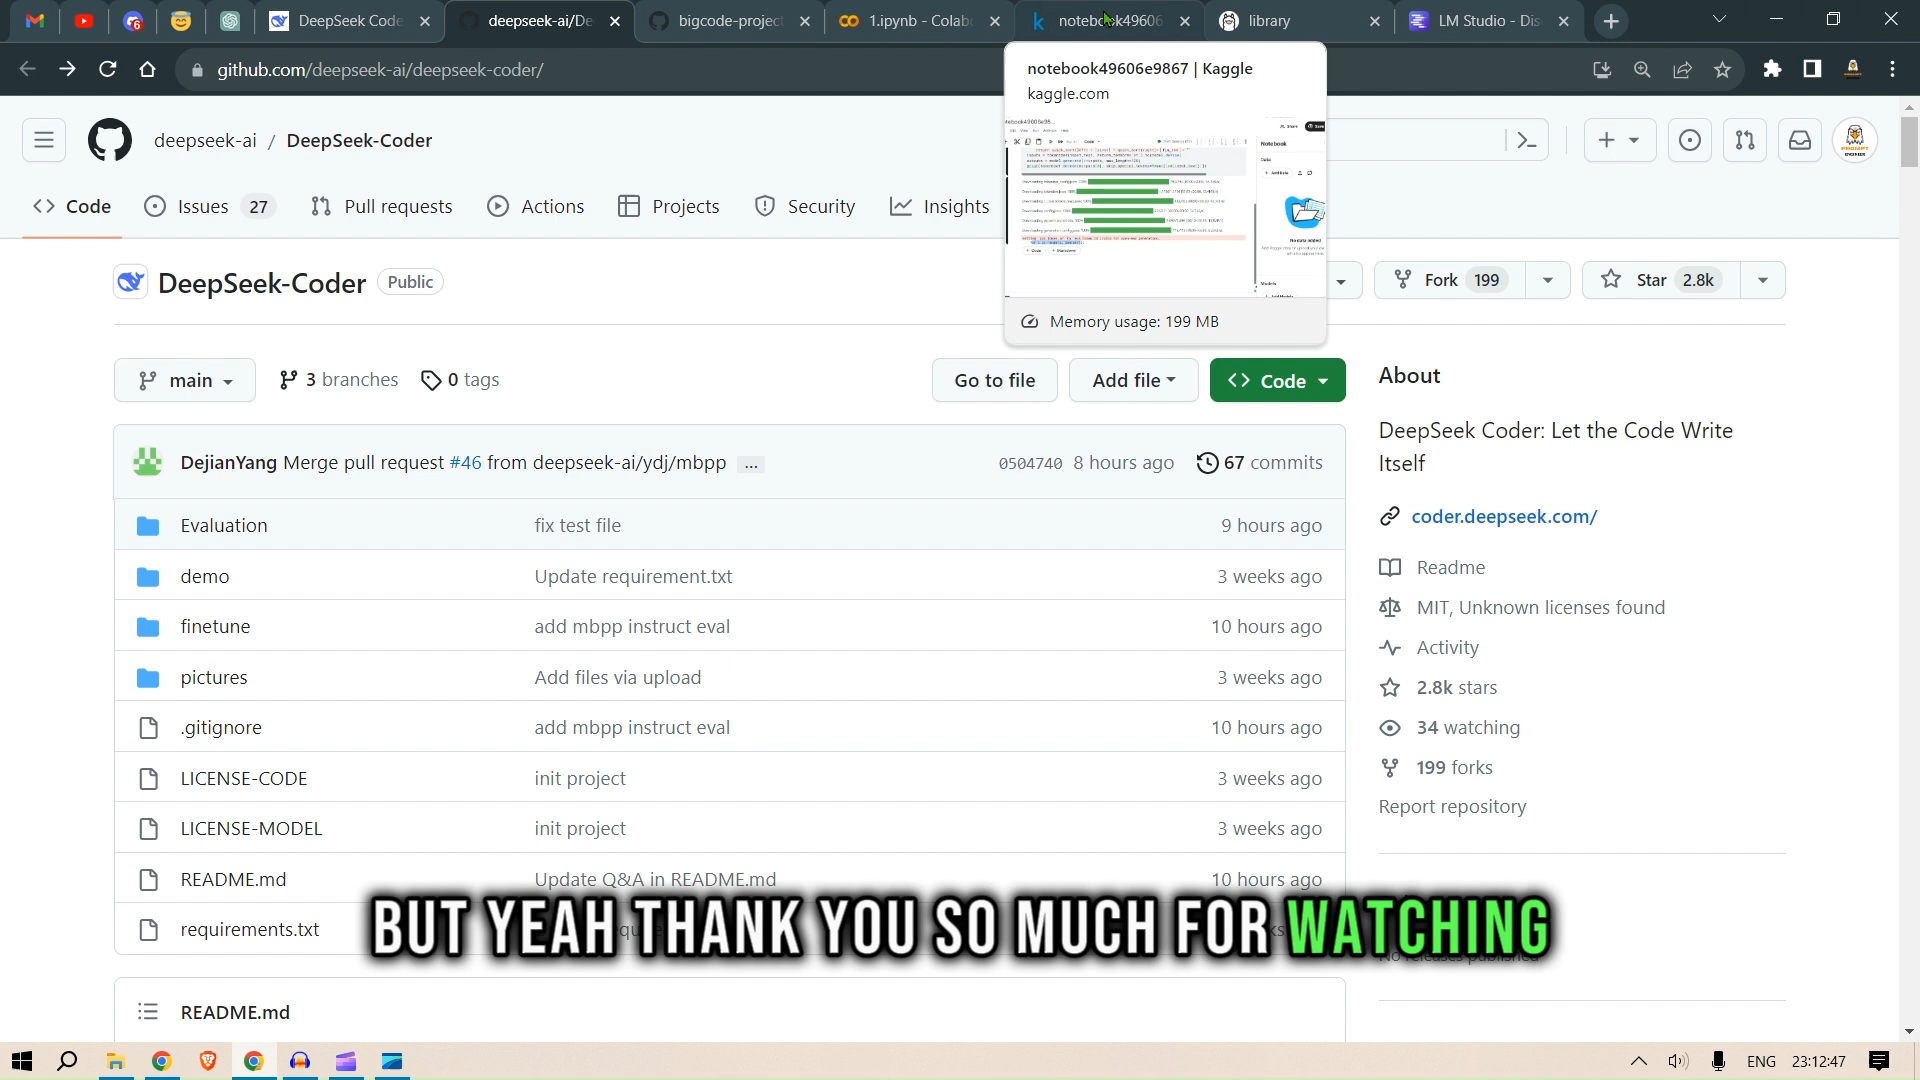 DeepSeek Code
deepseek-ai/De
bigcode-project
1.ipynb - Colab
notebook49606
library
LM Studio - Dis
github.com/deepseek-ai/deepseek-coder/
notebook49606e9867 | Kaggle
kaggle.com
Memory usage: 199 MB
deepseek-ai / DeepSeek-Coder
Code
Issues 27
Pull requests
Actions
Projects
Security
Insights
DeepSeek-Coder Public
Fork 199
Star 2.8k
main
3 branches
0 tags
Go to file
Add file
Code
DejianYang Merge pull request #46 from deepseek-ai/ydj/mbpp ...
0504740 8 hours ago 67 commits
Evaluation fix test file 9 hours ago
demo Update requirement.txt 3 weeks ago
finetune add mbpp instruct eval 10 hours ago
pictures Add files via upload 3 weeks ago
.gitignore add mbpp instruct eval 10 hours ago
LICENSE-CODE init project 3 weeks ago
LICENSE-MODEL init project 3 weeks ago
README.md Update Q&A in README.md 10 hours ago
requirements.txt
README.md
About
DeepSeek Coder: Let the Code Write
Itself
coder.deepseek.com/
Readme
MIT, Unknown licenses found
Activity
2.8k stars
34 watching
199 forks
Report repository
No releases published
BUT YEAH THANK YOU SO MUCH FOR WATCHING
ENG 23:12:47